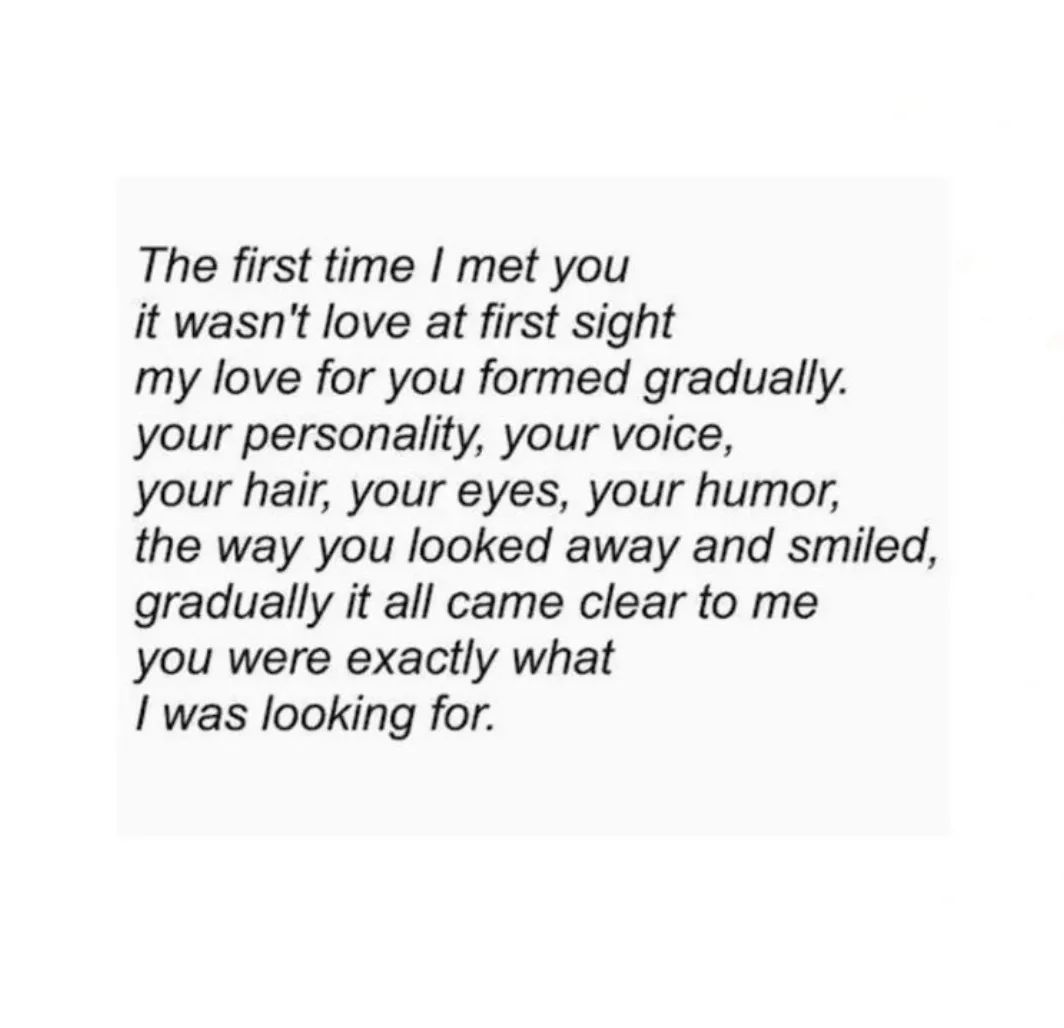 The first time I met you
it wasn't love at first sight
my love for you formed gradually.
your personality, your voice,
your hair, your eyes, your humor,
the way you looked away and smiled,
gradually it all came clear to me
you were exactly what
I was looking for.